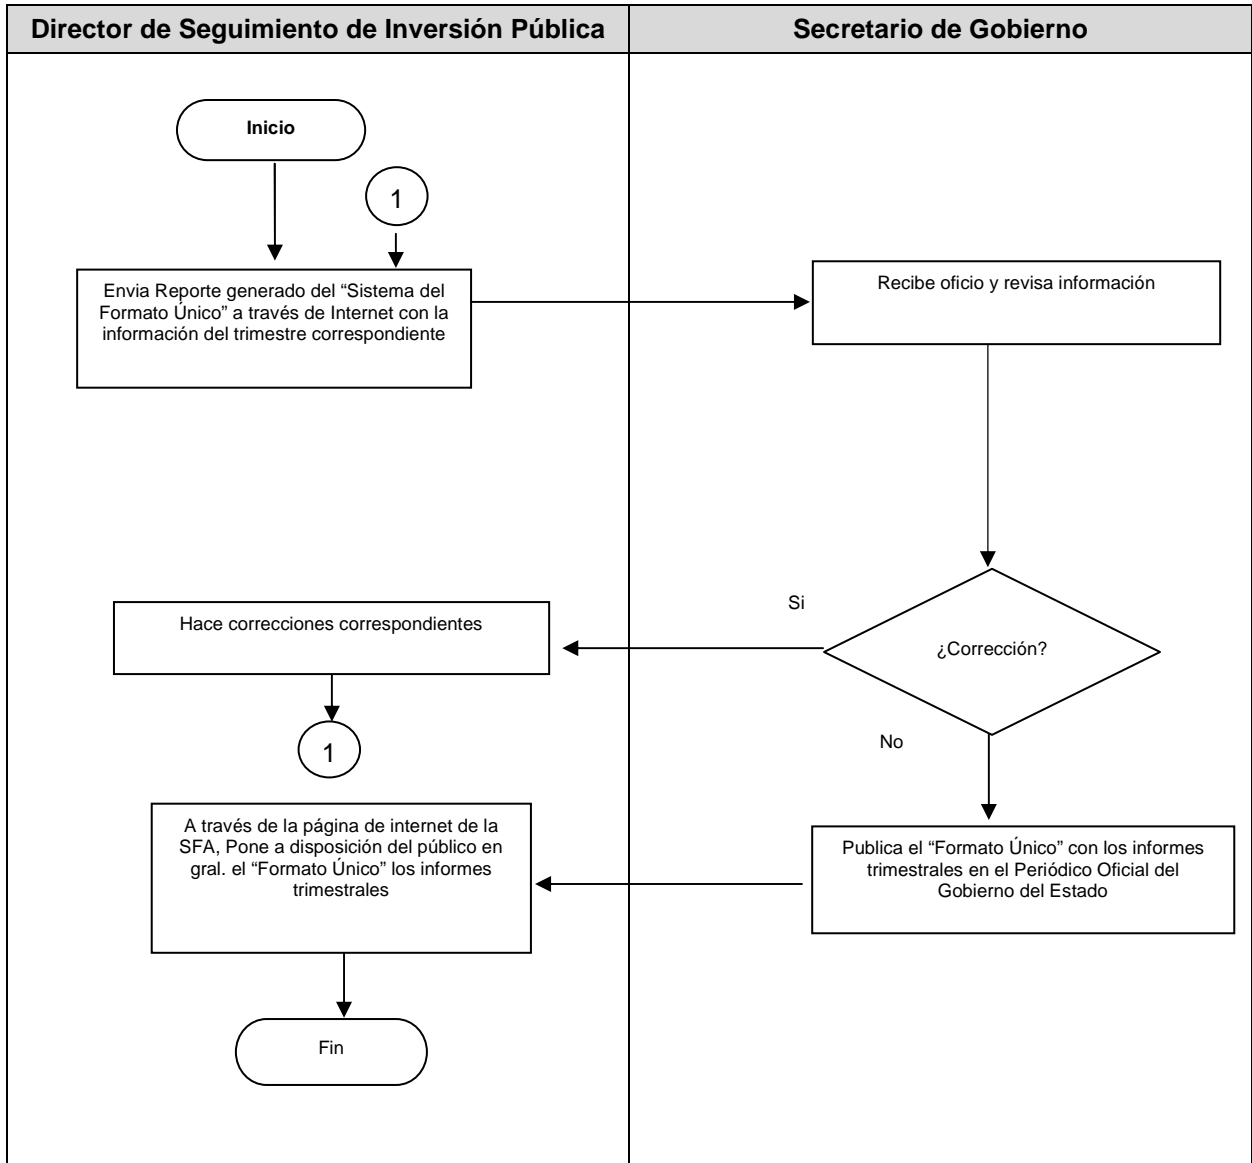 Director de Seguimiento de Inversión Pública
Secretario de Gobierno
Inicio
1
Envia Reporte generado del “Sistema del
Formato Único” a través de Internet con la
información del trimestre correspondiente
Recibe oficio y revisa información
Si
¿Corrección?
Hace correcciones correspondientes
1
No
A través de la página de internet de la
SFA, Pone a disposición del público en
gral. el “Formato Único” los informes
trimestrales
Publica el “Formato Único” con los informes
trimestrales en el Periódico Oficial del
Gobierno del Estado
Fin